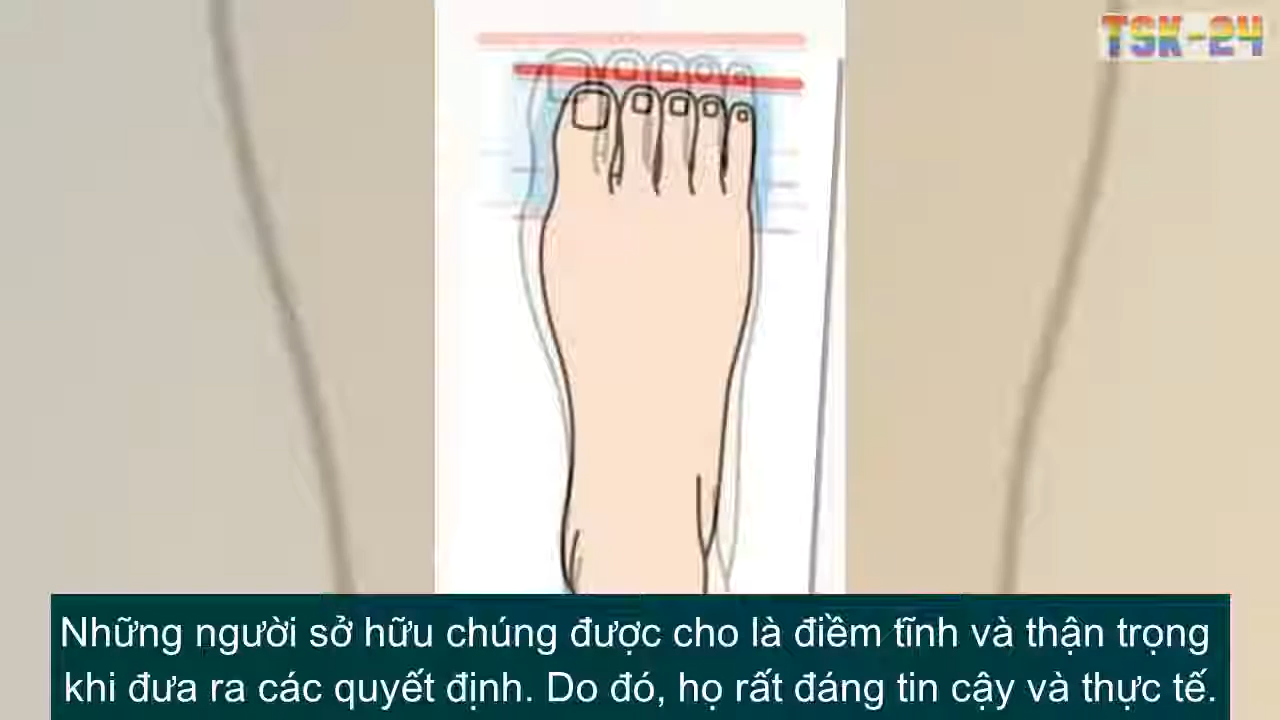 TSK-24
Những người sở hữu chúng được cho là điềm tĩnh và thận trọng
khi đưa ra các quyết định. Do đó, họ rất đáng tin cậy và thực tế.